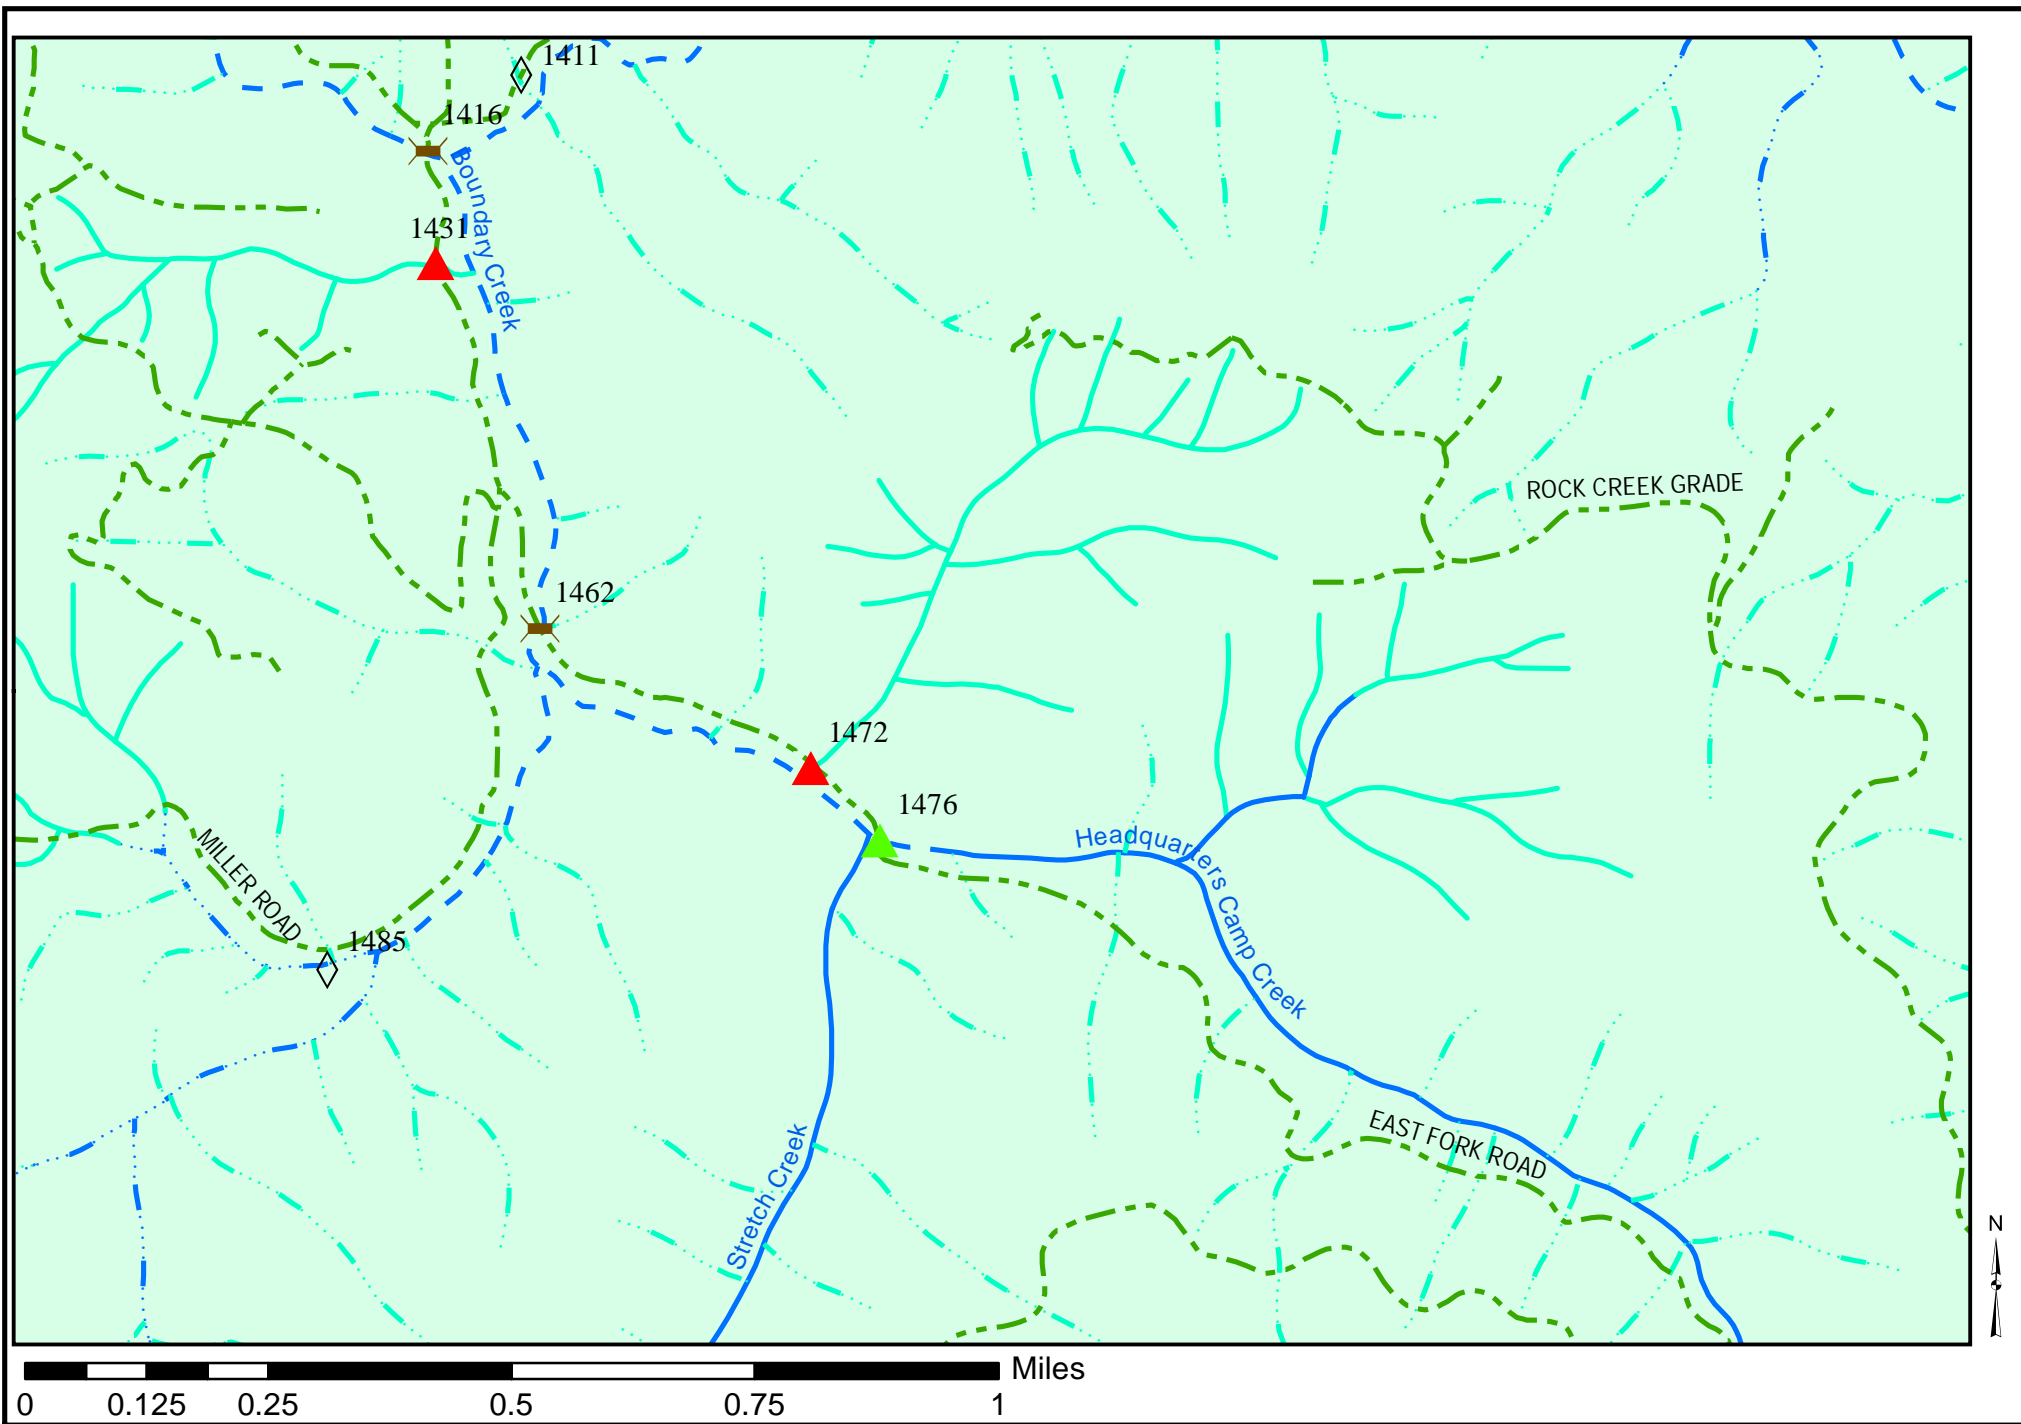 1411
1416
Boundary Creek
1431
ROCK CREEK GRADE
1462
1472
1476
Headquarters Camp Creek
MILLER ROAD
1485
EAST FORK ROAD
Stretch Creek
N
Miles
0 0.125 0.25 0.5 0.75 1